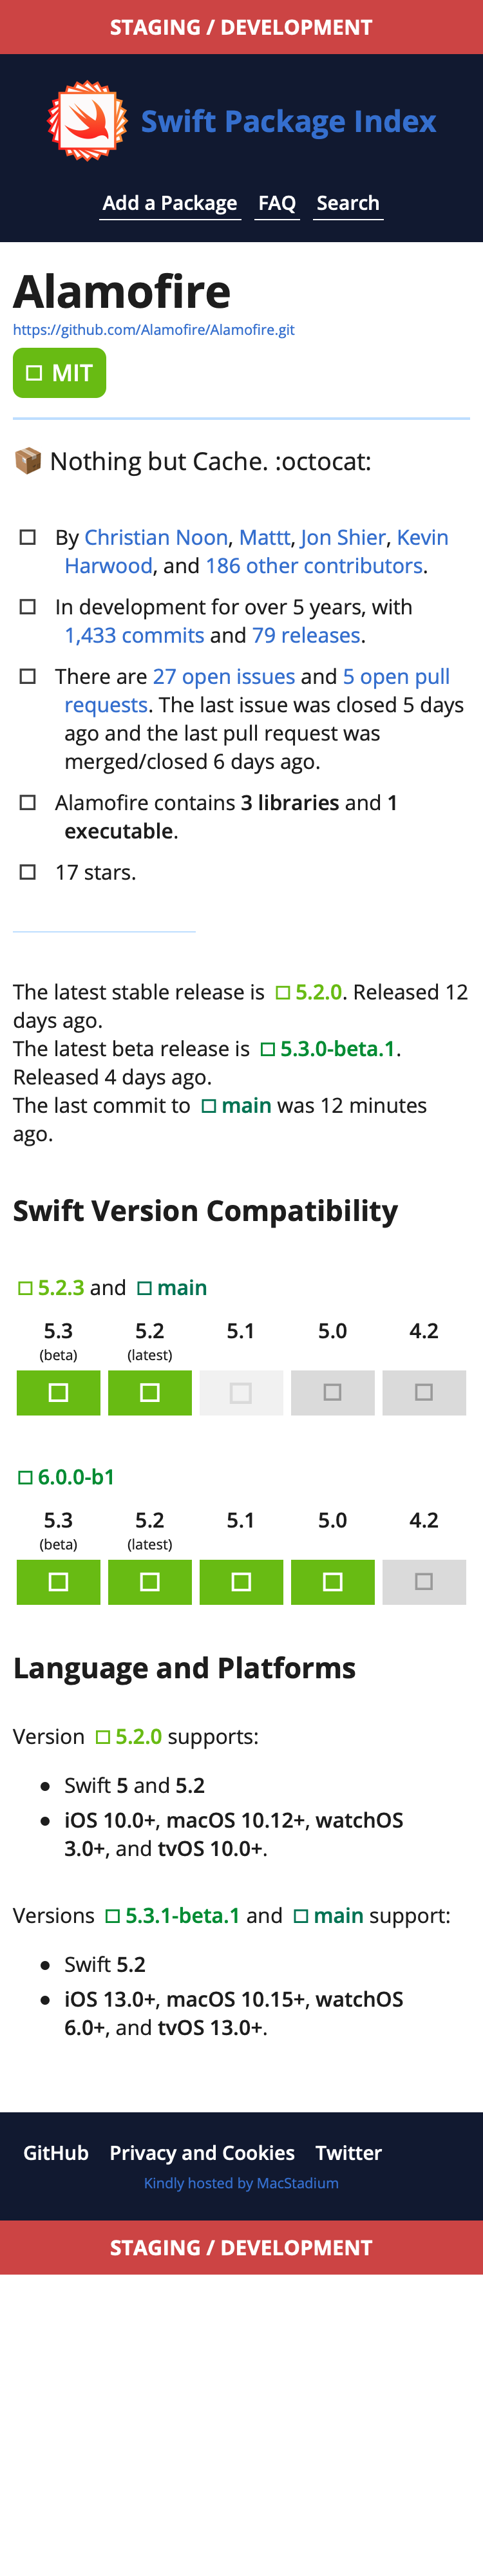 STAGING / DEVELOPMENT
Swift Package Index
Add a Package FAQ Search
Alamofire
https://github.com/Alamofire/Alamofire.git
MIT
📦 Nothing but Cache. :octocat:
By Christian Noon, Mattt, Jon Shier, Kevin
Harwood, and 186 other contributors.
In development for over 5 years, with
1,433 commits and 79 releases.
There are 27 open issues and 5 open pull
requests. The last issue was closed 5 days
ago and the last pull request was
merged/closed 6 days ago.
Alamofire contains 3 libraries and 1
executable.
17 stars.
The latest stable release is 5.2.0. Released 12
days ago.
The latest beta release is 5.3.0-beta.1.
Released 4 days ago.
The last commit to main was 12 minutes
ago.
Swift Version Compatibility
5.2.3 and main
5.3 5.2 5.1 5.0 4.2
(beta) (latest)
6.0.0-b1
5.3 5.2 5.1 5.0 4.2
(beta) (latest)
Language and Platforms
Version 5.2.0 supports:
● Swift 5 and 5.2
● iOS 10.0+, macOS 10.12+, watchOS
3.0+, and tvOS 10.0+.
Versions 5.3.1-beta.1 and main support:
● Swift 5.2
● iOS 13.0+, macOS 10.15+, watchOS
6.0+, and tvOS 13.0+.
GitHub Privacy and Cookies Twitter
Kindly hosted by MacStadium
STAGING / DEVELOPMENT